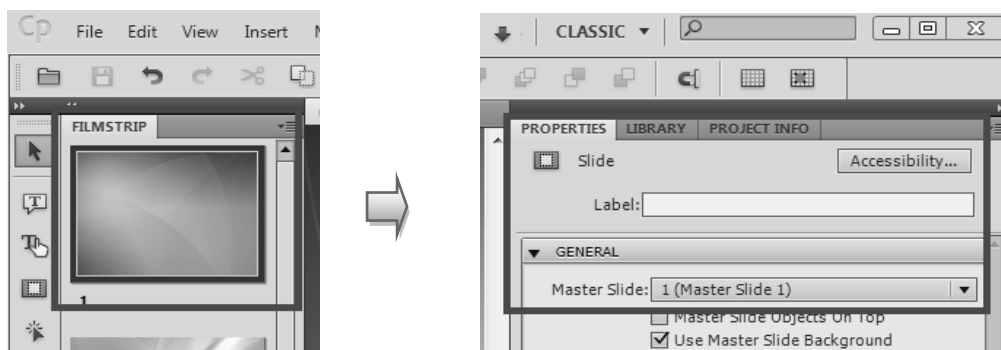 Cp File Edit View Insert
FILMSTRIP
T
1
CLASSIC
PROPERTIES LIBRARY PROJECT INFO
Slide Accessibility...
Label:
GENERAL
Master Slide: 1 (Master Slide 1)
Master Slide Objects On Top
Use Master Slide Background